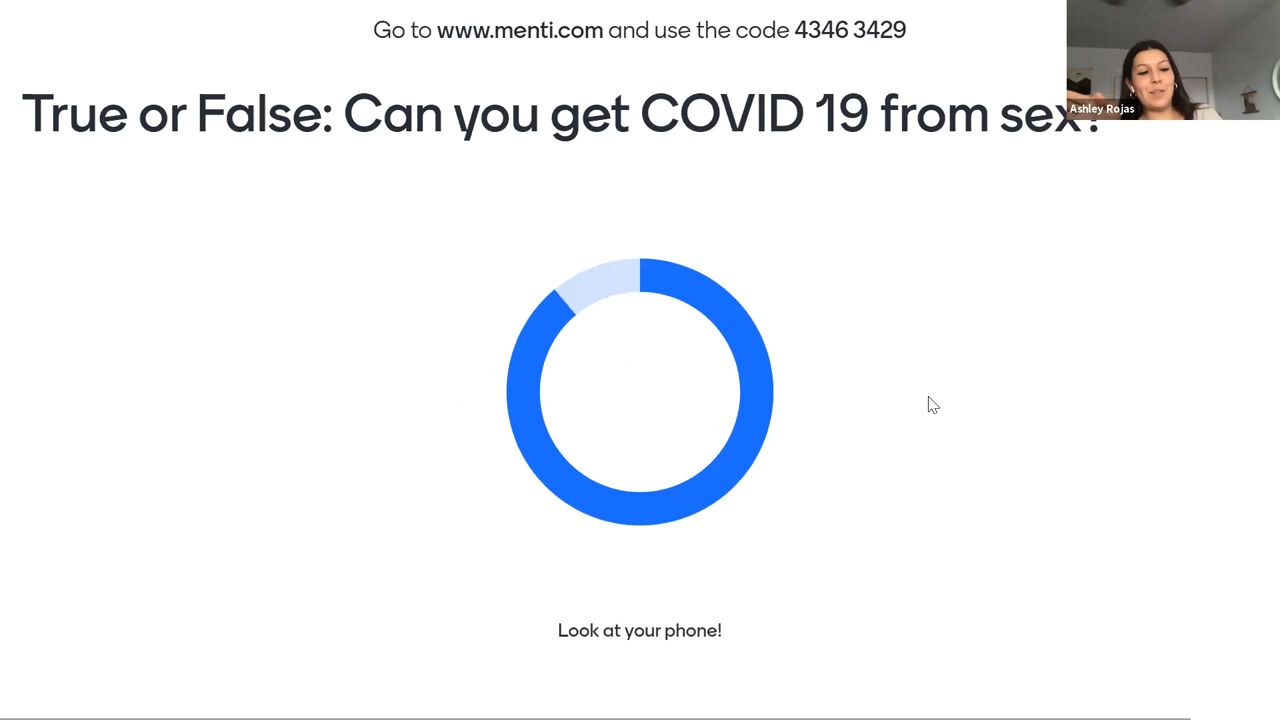 Go to www.menti.com and use the code 4346 3429
True or False: Can you get COVID 19 from sex?
Ashley Rojas
Look at your phone!